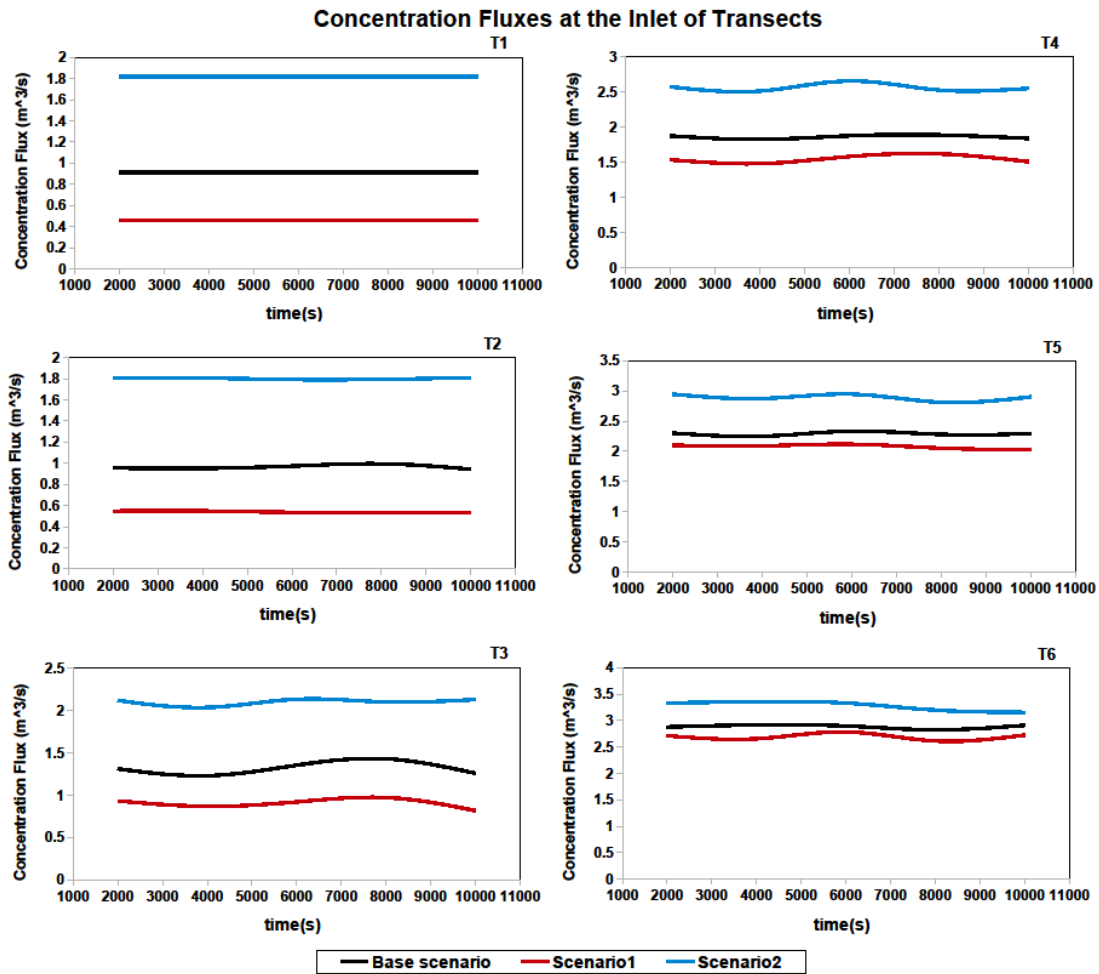 Concentration Fluxes at the Inlet of Transects
T1
Concentration Flux (m^3/s)
2
1.8
1.6
1.4
1.2
1
0.8
0.6
0.4
0.2
0
1000 2000 3000 4000 5000 6000 7000 8000 9000 10000 11000
time(s)
T4
Concentration Flux (m^3/s)
3
2.5
2
1.5
1
0.5
0
1000 2000 3000 4000 5000 6000 7000 8000 9000 10000 11000
time(s)
T2
Concentration Flux (m^3/s)
2
1.8
1.6
1.4
1.2
1
0.8
0.6
0.4
0.2
0
1000 2000 3000 4000 5000 6000 7000 8000 9000 10000 11000
time(s)
T5
Concentration Flux (m^3/s)
3.5
3
2.5
2
1.5
1
0.5
0
1000 2000 3000 4000 5000 6000 7000 8000 9000 10000 11000
time(s)
T3
Concentration Flux (m^3/s)
2.5
2
1.5
1
0.5
0
1000 2000 3000 4000 5000 6000 7000 8000 9000 10000 11000
time(s)
T6
Concentration Flux (m^3/s)
4
3.5
3
2.5
2
1.5
1
0.5
0
1000 2000 3000 4000 5000 6000 7000 8000 9000 10000 11000
time(s)
Base scenario Scenario1 Scenario2